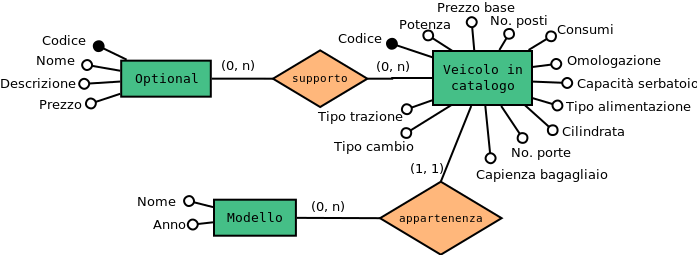 Prezzo base
Potenza
No. posti
Consumi
Codice
Codice
Nome
Descrizione
Prezzo
Optional
(0, n)
supporto
(0, n)
Veicolo in
catalogo
Omologazione
Capacità serbatoio
Tipo alimentazione
Cilindrata
No. porte
Capienza bagagliaio
Tipo trazione
Tipo cambio
(1, 1)
Nome
Anno
Modello
(0, n)
appartenenza